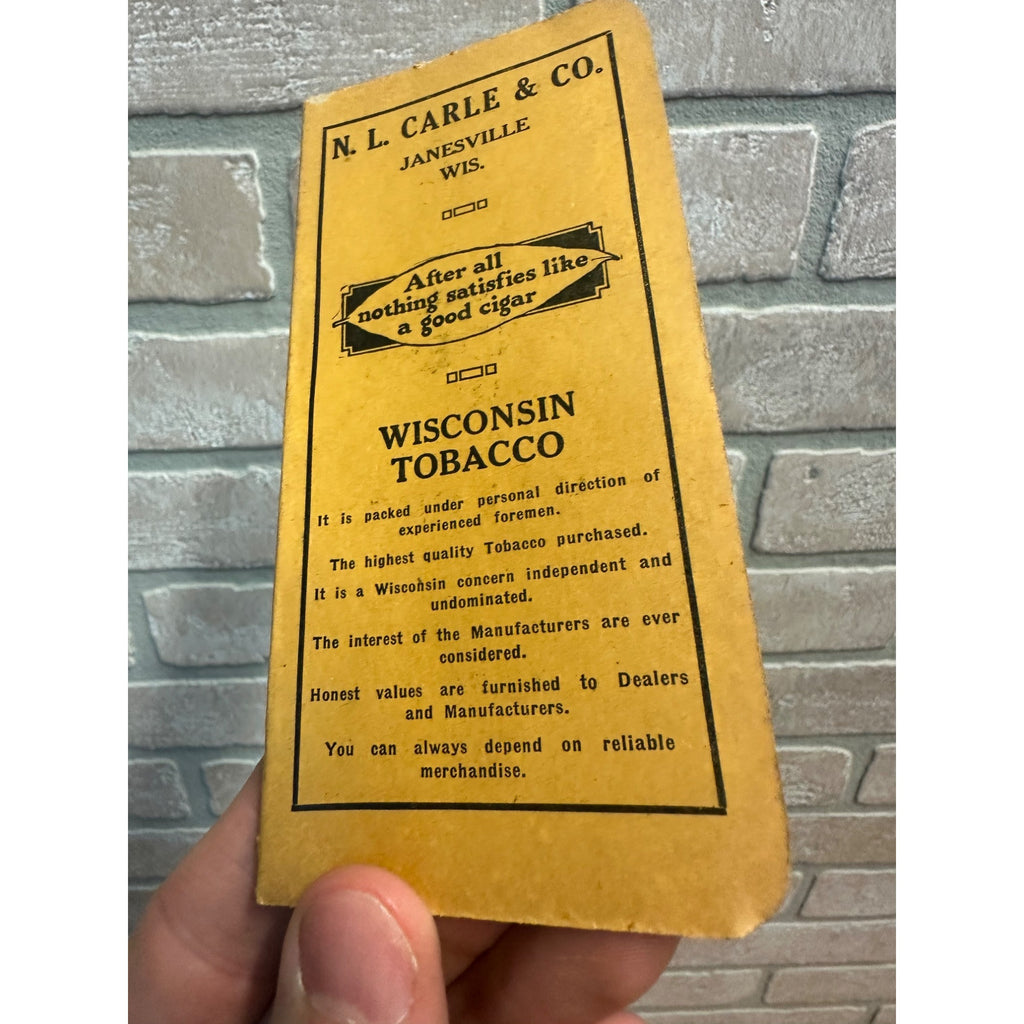 N. L. CARLE & CO.
JANESVILLE
WIS.
After all
nothing satisfies like
a good cigar
WISCONSIN
TOBACCO
It is packed under personal direction of
experienced foremen.
The highest quality Tobacco purchased.
It is a Wisconsin concern independent and
undominated.
The interest of the Manufacturers are ever
considered.
Honest values are furnished to Dealers
and Manufacturers.
You can always depend on reliable
merchandise.